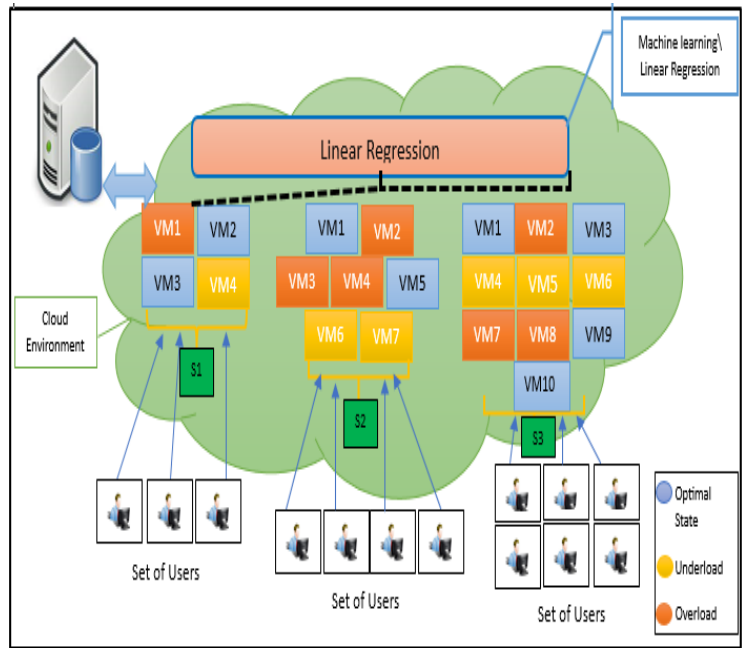 Machine learning\
Linear Regression
Linear Regression
VM1 VM2
VM3 VM4
S1
VM1 VM2
VM3 VM4 VM5
VM6 VM7
S2
VM1 VM2 VM3
VM4 VM5 VM6
VM7 VM8 VM9
VM10
S3
Cloud
Environment
Set of Users
Set of Users
Set of Users
Optimal
State
Underload
Overload